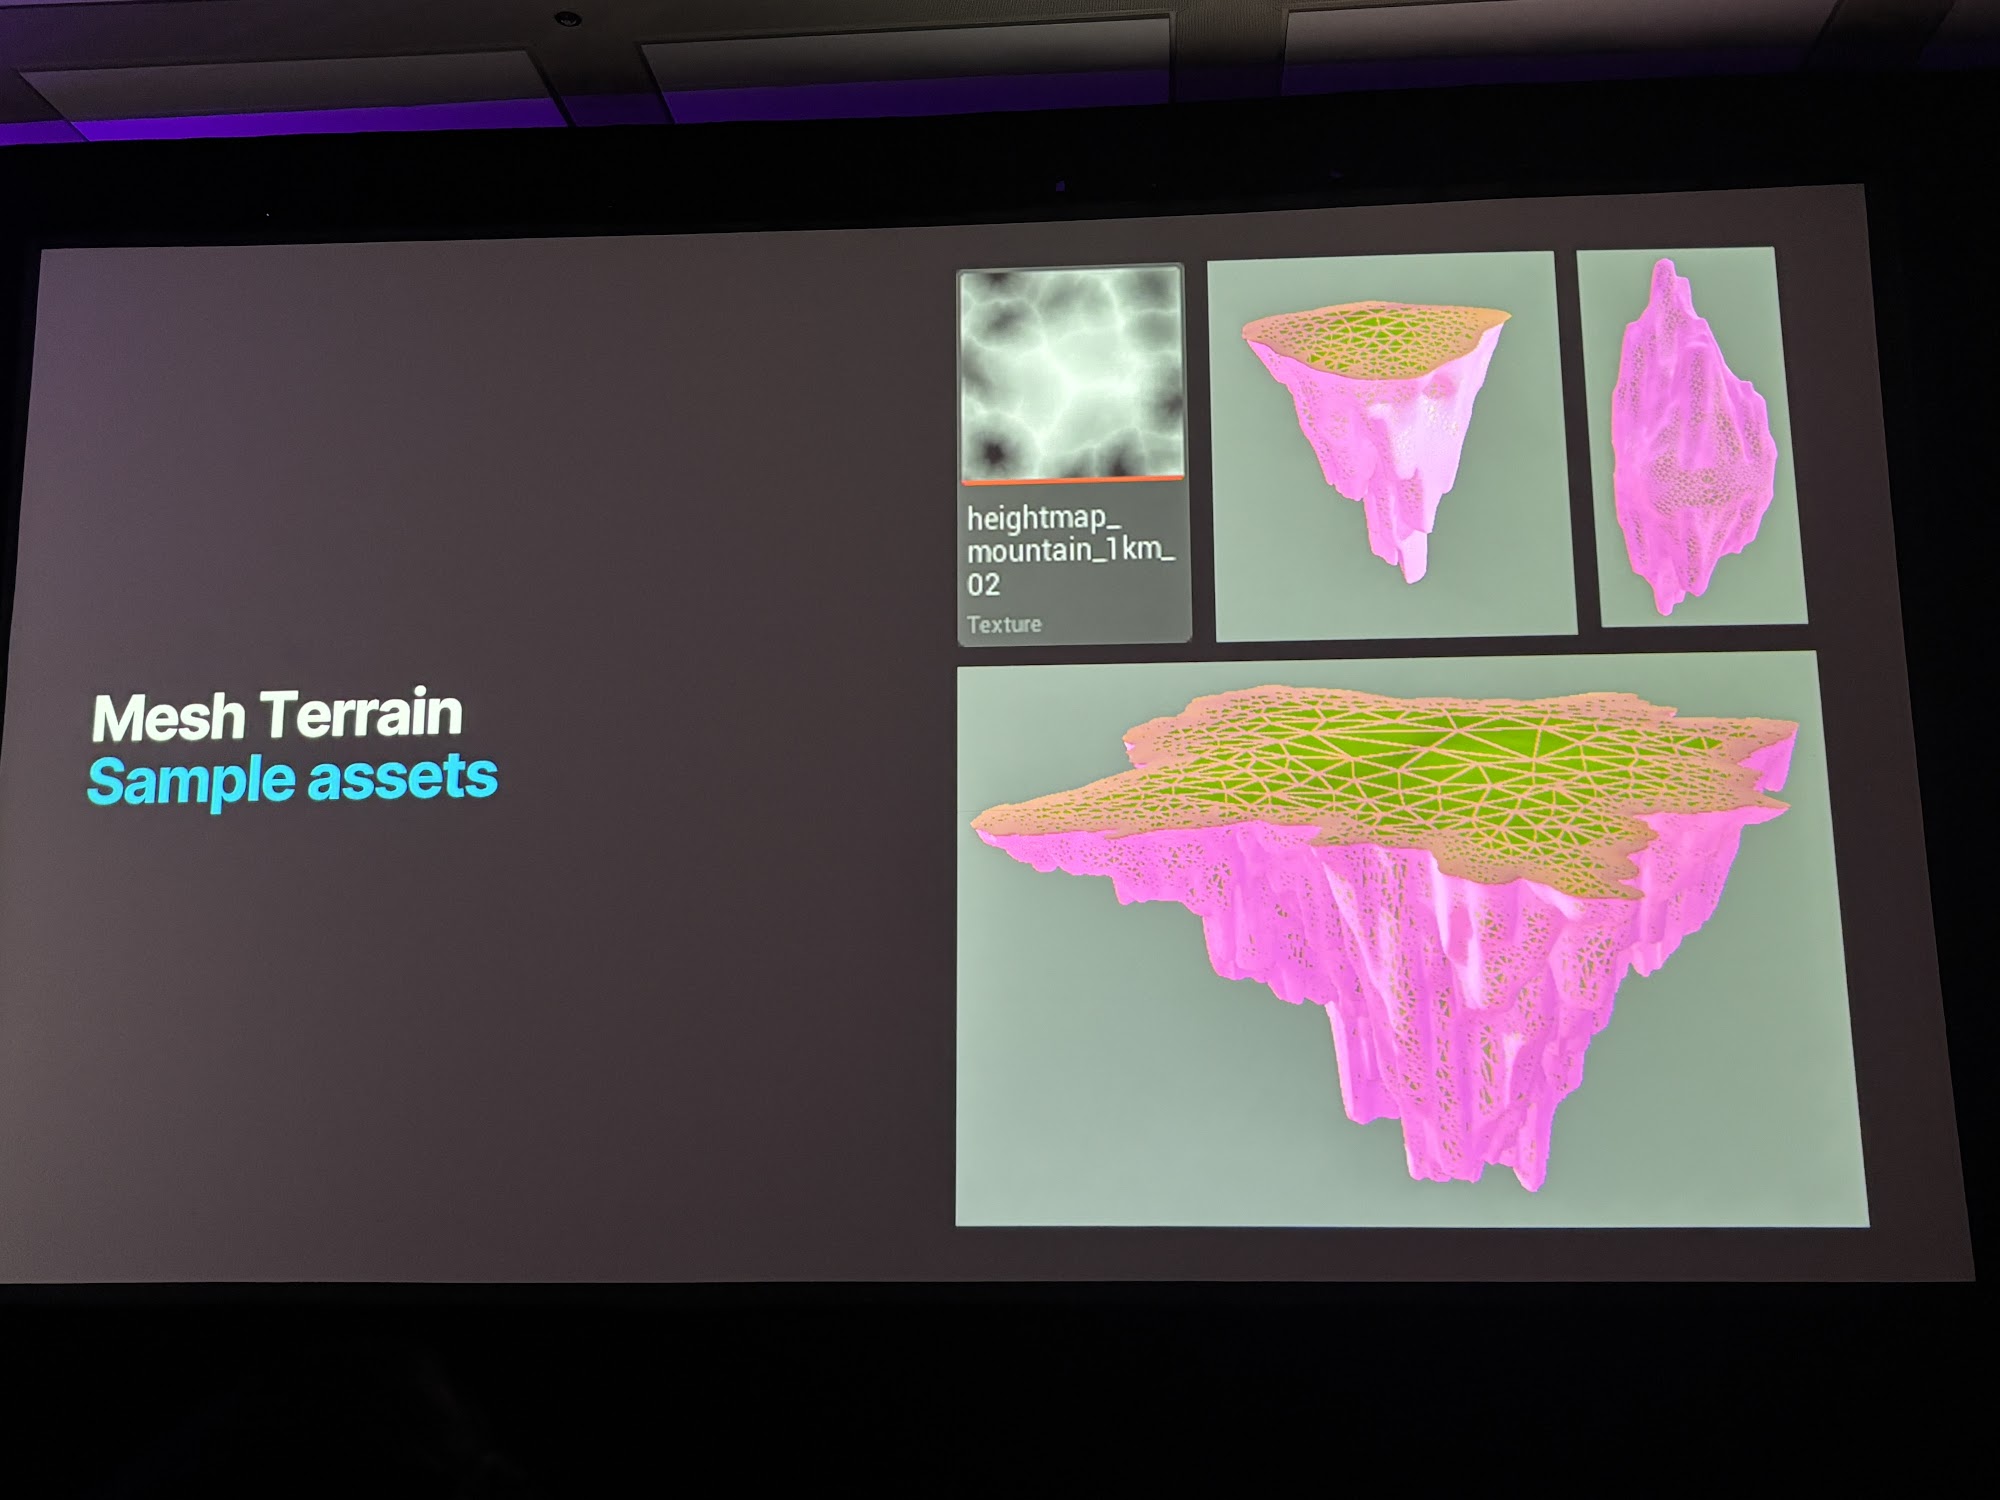 Mesh Terrain
Sample assets
heightmap_
mountain_1km_
02
Texture